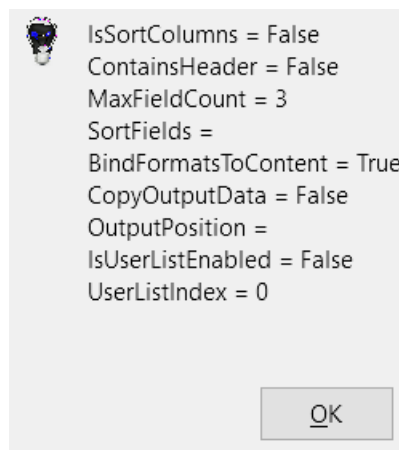 IsSortColumns = False
ContainsHeader = False
MaxFieldCount = 3
SortFields =
BindFormatsToContent = True
CopyOutputData = False
OutputPosition =
IsUserListEnabled = False
UserListIndex = 0
OK